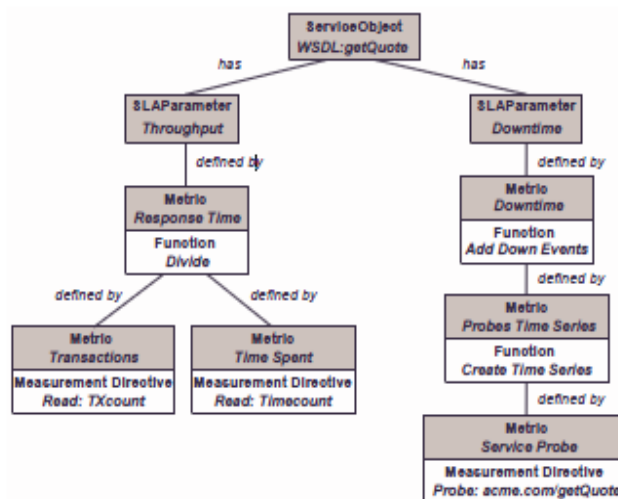 ServiceObject
WSDL:getQuote
has
has
SLAParameter
Throughput
SLAParameter
Downtime
defined by
defined by
Metric
Response Time
Function
Divide
Metric
Downtime
Function
Add Down Events
defined by
defined by
defined by
Metric
Transactions
Measurement Directive
Read: TXcount
Metric
Time Spent
Measurement Directive
Read: Timecount
Metric
Probes Time Series
Function
Create Time Series
defined by
Metric
Service Probe
Measurement Directive
Probe: acme.com/getQuote